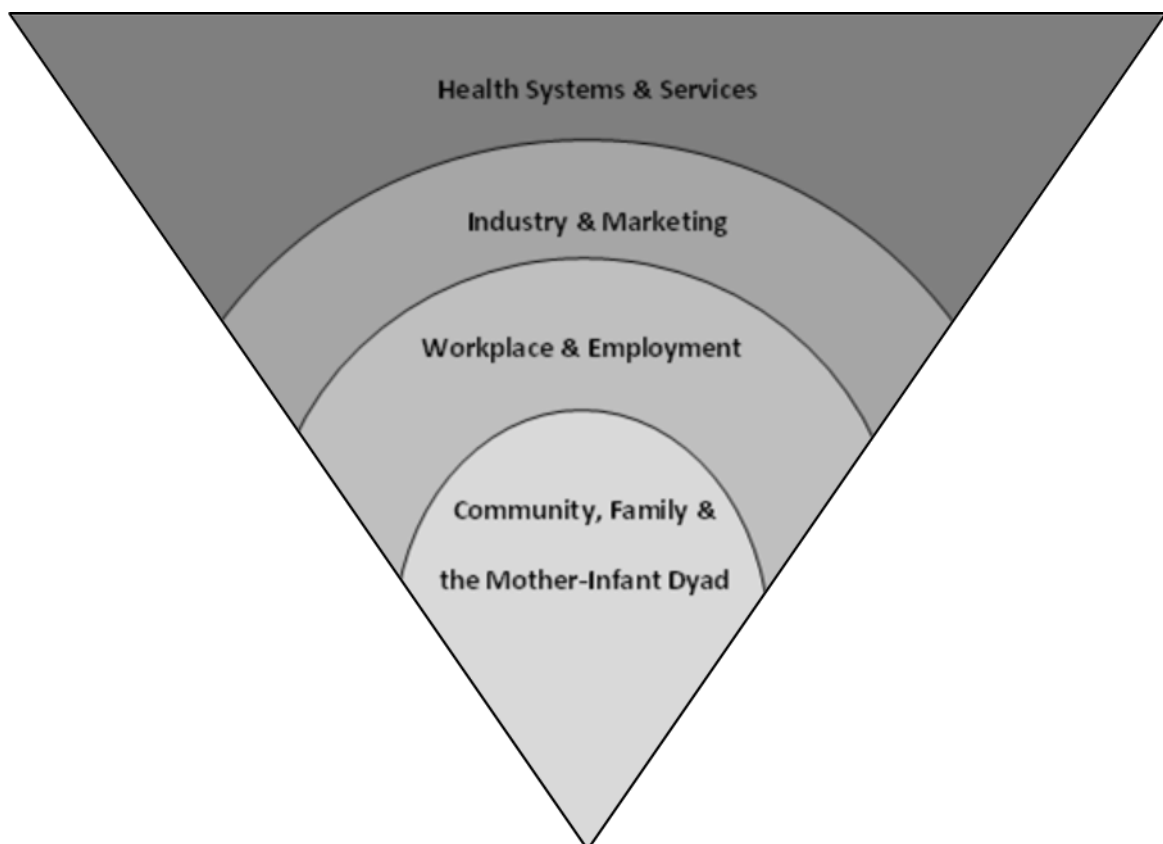 Health Systems & Services
Industry & Marketing
Workplace & Employment
Community, Family &
the Mother-Infant Dyad